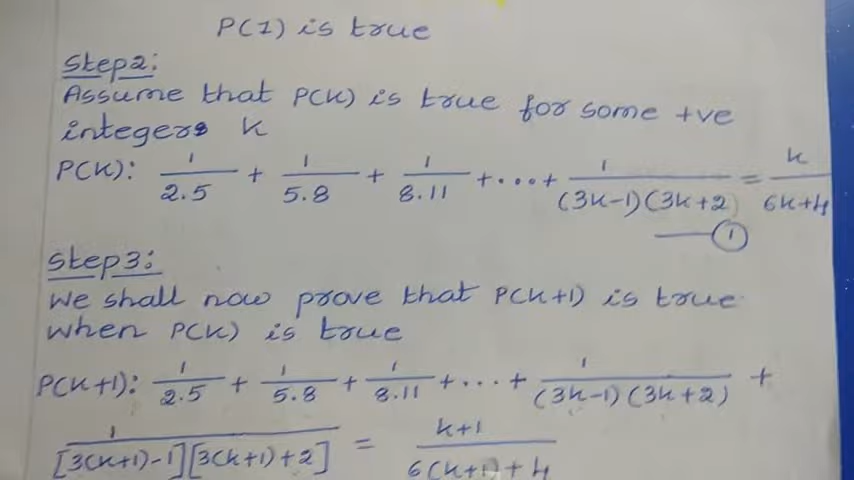 P(1) is true
Step2:
Assume that P(k) is true for some +ve
integers k
P(k): 1/2.5 + 1/5.8 + 1/8.11 +...+ 1/(3k-1)(3k+2) = k/6k+4
—①
Step3:
We shall now prove that P(k+1) is true
when P(k) is true
P(k+1): 1/2.5 + 1/5.8 + 1/8.11 +...+ 1/(3k-1)(3k+2) +
1/[3(k+1)-1][3(k+1)+2] = k+1/6(k+1)+4